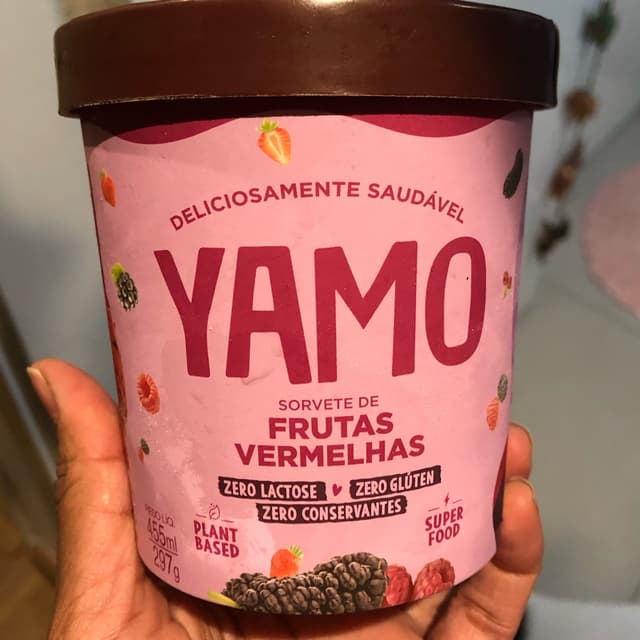 DELICIOSAMENTE SAUDÁVEL
YAMO
SORVETE DE
FRUTAS
VERMELHAS
ZERO LACTOSE
ZERO GLÚTEN
ZERO CONSERVANTES
PLANT
BASED
SUPER
FOOD
PESO LIQ
455ml
297g